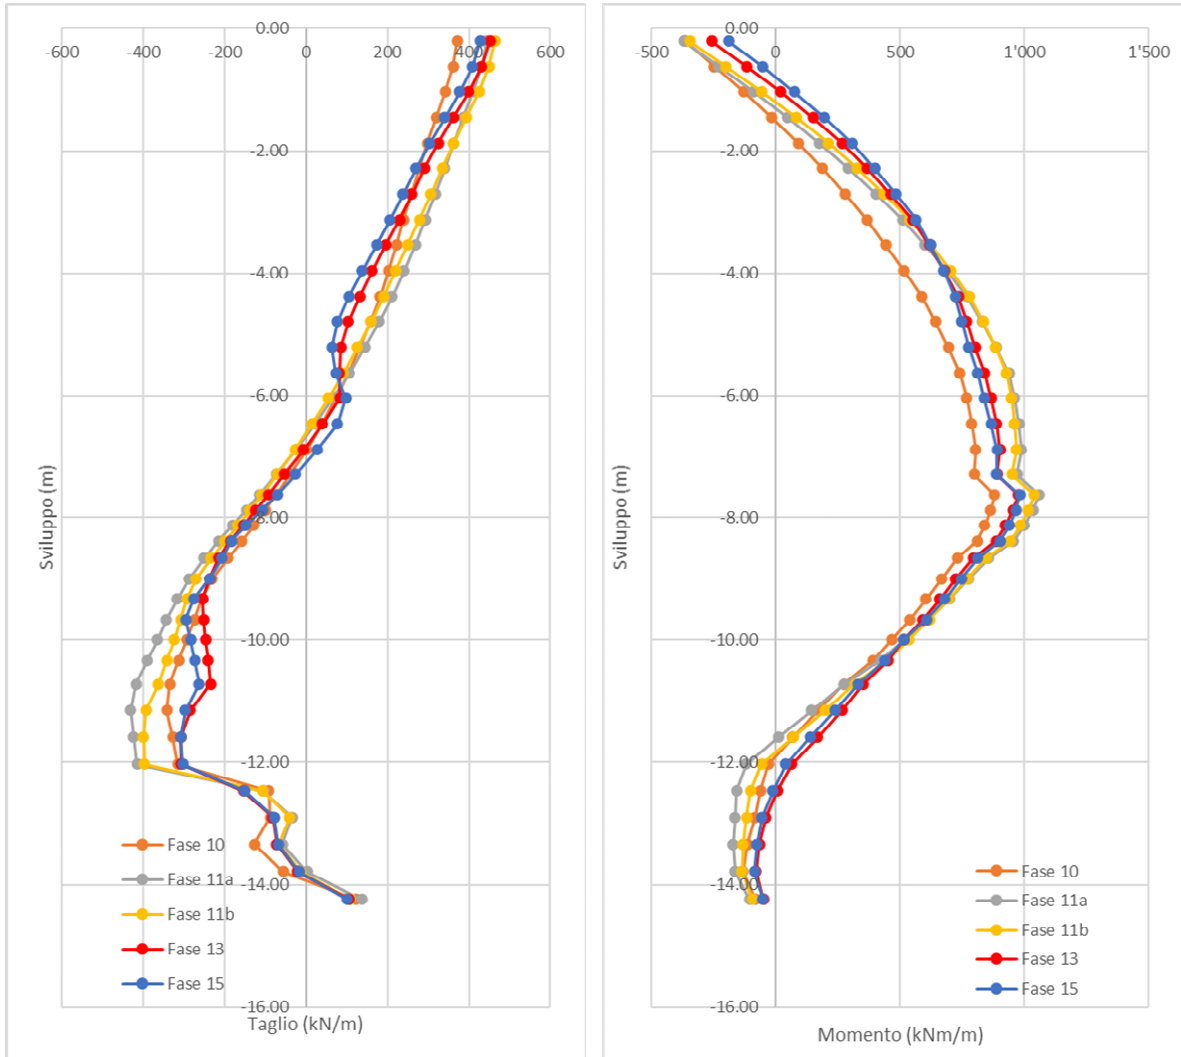 0.00
-600 -400 -200 0 200 400 600
-2.00
-4.00
-6.00
-8.00
-10.00
-12.00
-14.00
-16.00
Sviluppo (m)
Fase 10
Fase 11a
Fase 11b
Fase 13
Fase 15
Taglio (kN/m)
0.00
-500 0 500 1'000 1'500
-2.00
-4.00
-6.00
-8.00
-10.00
-12.00
-14.00
-16.00
Sviluppo (m)
Fase 10
Fase 11a
Fase 11b
Fase 13
Fase 15
Momento (kNm/m)